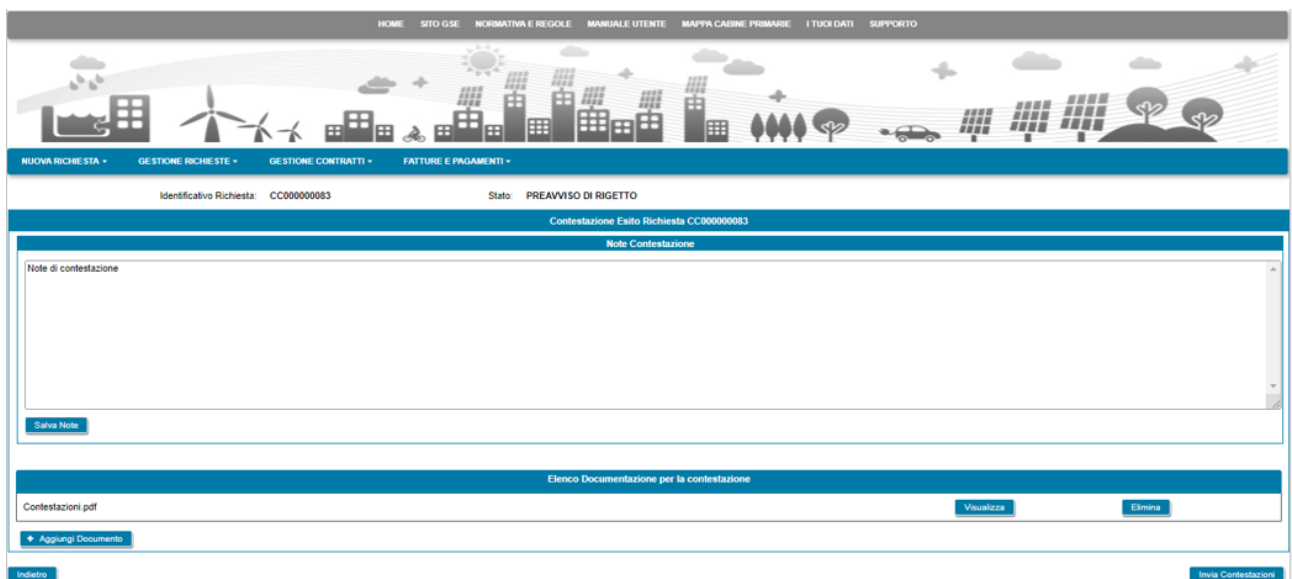 HOME SITO GSE NORMATIVA E REGOLE MANUALE UTENTE MAPPA CABINE PRIMARIE I TUOI DATI SUPPORTO
NUOVA RICHIESTA GESTIONE RICHIESTE GESTIONE CONTRATTI FATTURE E PAGAMENTI
Identificativo Richiesta: CC000000083 Stato: PREAVVISO DI RIGETTO
Contestazione Esito Richiesta CC000000083
Note Contestazione
Note di contestazione
Salva Note
Elenco Documentazione per la contestazione
Contestazioni.pdf Visualizza Elimina
+ Aggiungi Documento
Indietro Invia Contestazioni